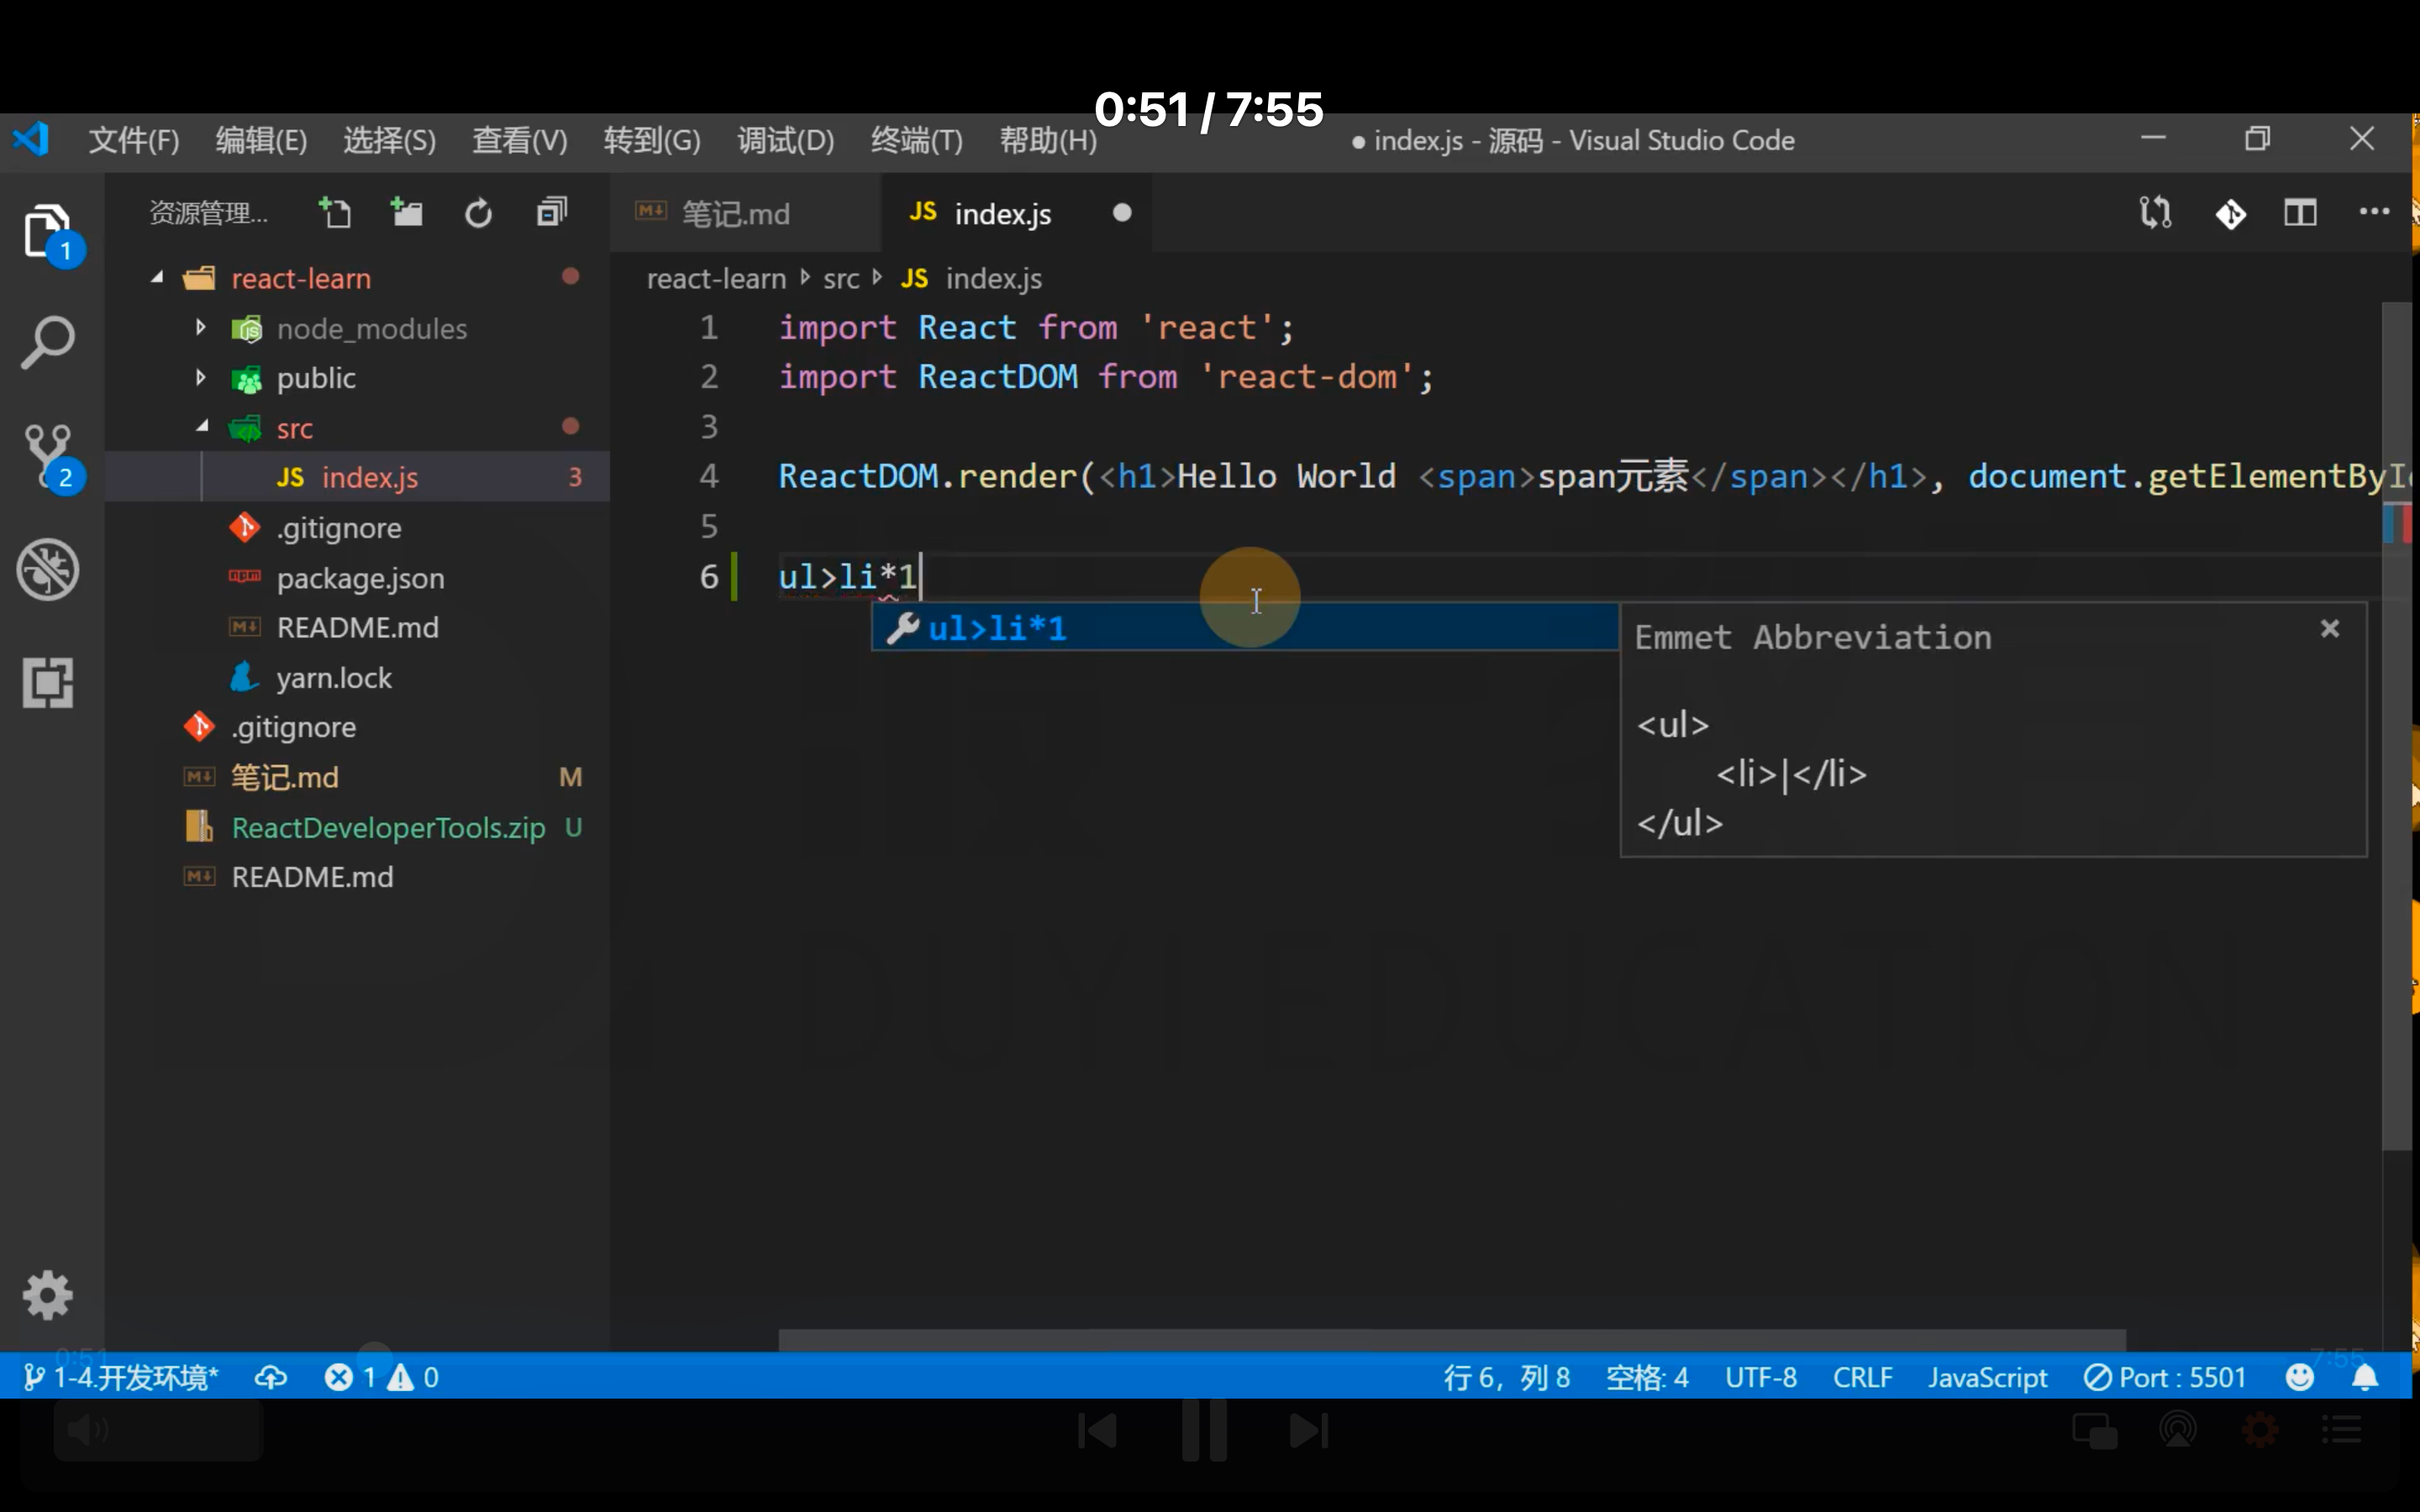 0:51 / 7:55
文件(F) 编辑(E) 选择(S) 查看(V) 转到(G) 调试(D) 终端(T) 帮助(H) ● index.js - 源码 - Visual Studio Code
资源管理...
笔记.md
JS index.js
1
react-learn
node_modules
public
src
JS index.js 3
.gitignore
package.json
README.md
yarn.lock
.gitignore
笔记.md M
ReactDeveloperTools.zip U
README.md
2
react-learn src JS index.js
1 import React from 'react';
2 import ReactDOM from 'react-dom';
3
4 ReactDOM.render(<h1>Hello World <span>span元素</span></h1>, document.getElementById
5
6 ul>li*1
ul>li*1
Emmet Abbreviation
<ul>
<li>|</li>
</ul>
DUYI EDUCATION
0:51
7:55
1-4.开发环境* 1 0 行 6，列 8 空格: 4 UTF-8 CRLF JavaScript Port : 5501